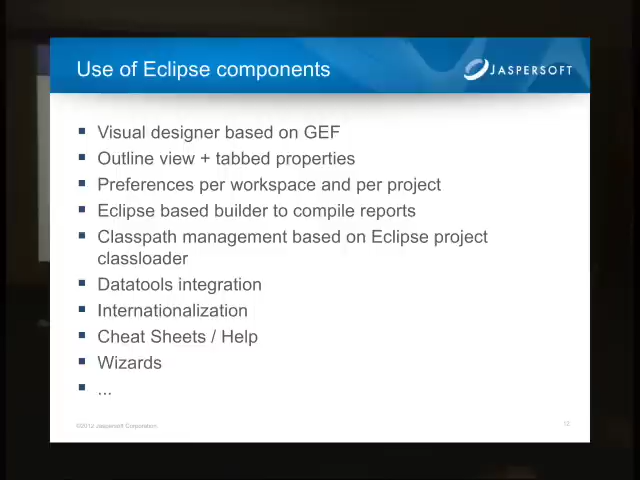 Use of Eclipse components
JASPERSOFT
▪ Visual designer based on GEF
▪ Outline view + tabbed properties
▪ Preferences per workspace and per project
▪ Eclipse based builder to compile reports
▪ Classpath management based on Eclipse project
classloader
▪ Datatools integration
▪ Internationalization
▪ Cheat Sheets / Help
▪ Wizards
▪ ...
©2012 Jaspersoft Corporation.
12